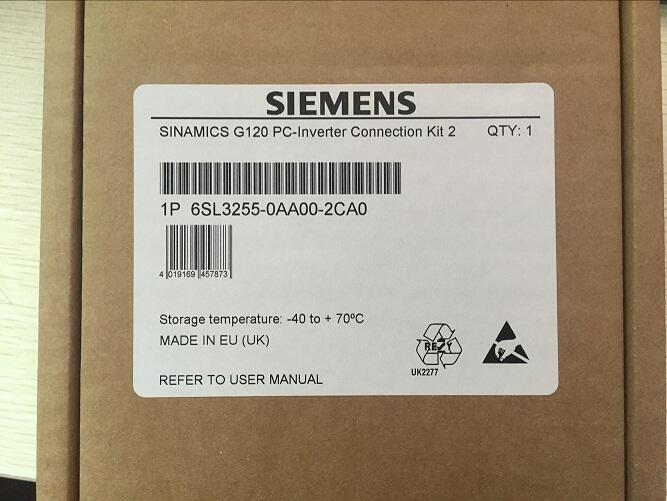 SIEMENS
SINAMICS G120 PC-Inverter Connection Kit 2 QTY: 1
1P 6SL3255-0AA00-2CA0
4 019169 457873
Storage temperature: -40 to + 70ºC
MADE IN EU (UK)
RESY
UK2277
REFER TO USER MANUAL